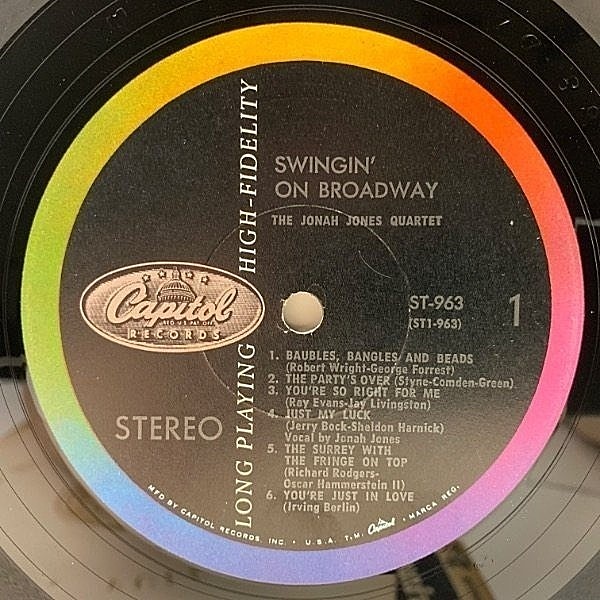 SWINGIN'
ON BROADWAY
THE JONAH JONES QUARTET
LONG PLAYING HIGH-FIDELITY
Capitol
REG. U.S. PAT. OFF.
RECORDS
STEREO
ST-963
(ST1-963)
1
1. BAUBLES, BANGLES AND BEADS
(Robert Wright-George Forrest)
2. THE PARTY'S OVER (Styne-Comden-Green)
3. YOU'RE SO RIGHT FOR ME
(Ray Evans-Jay Livingston)
4. JUST MY LUCK
(Jerry Bock-Sheldon Harnick)
Vocal by Jonah Jones
5. THE SURREY WITH
THE FRINGE ON TOP
(Richard Rodgers-
Oscar Hammerstein II)
6. YOU'RE JUST IN LOVE
(Irving Berlin)
MFD BY CAPITOL RECORDS, INC. • U.S.A. T.M. Capitol • MARCA REG.